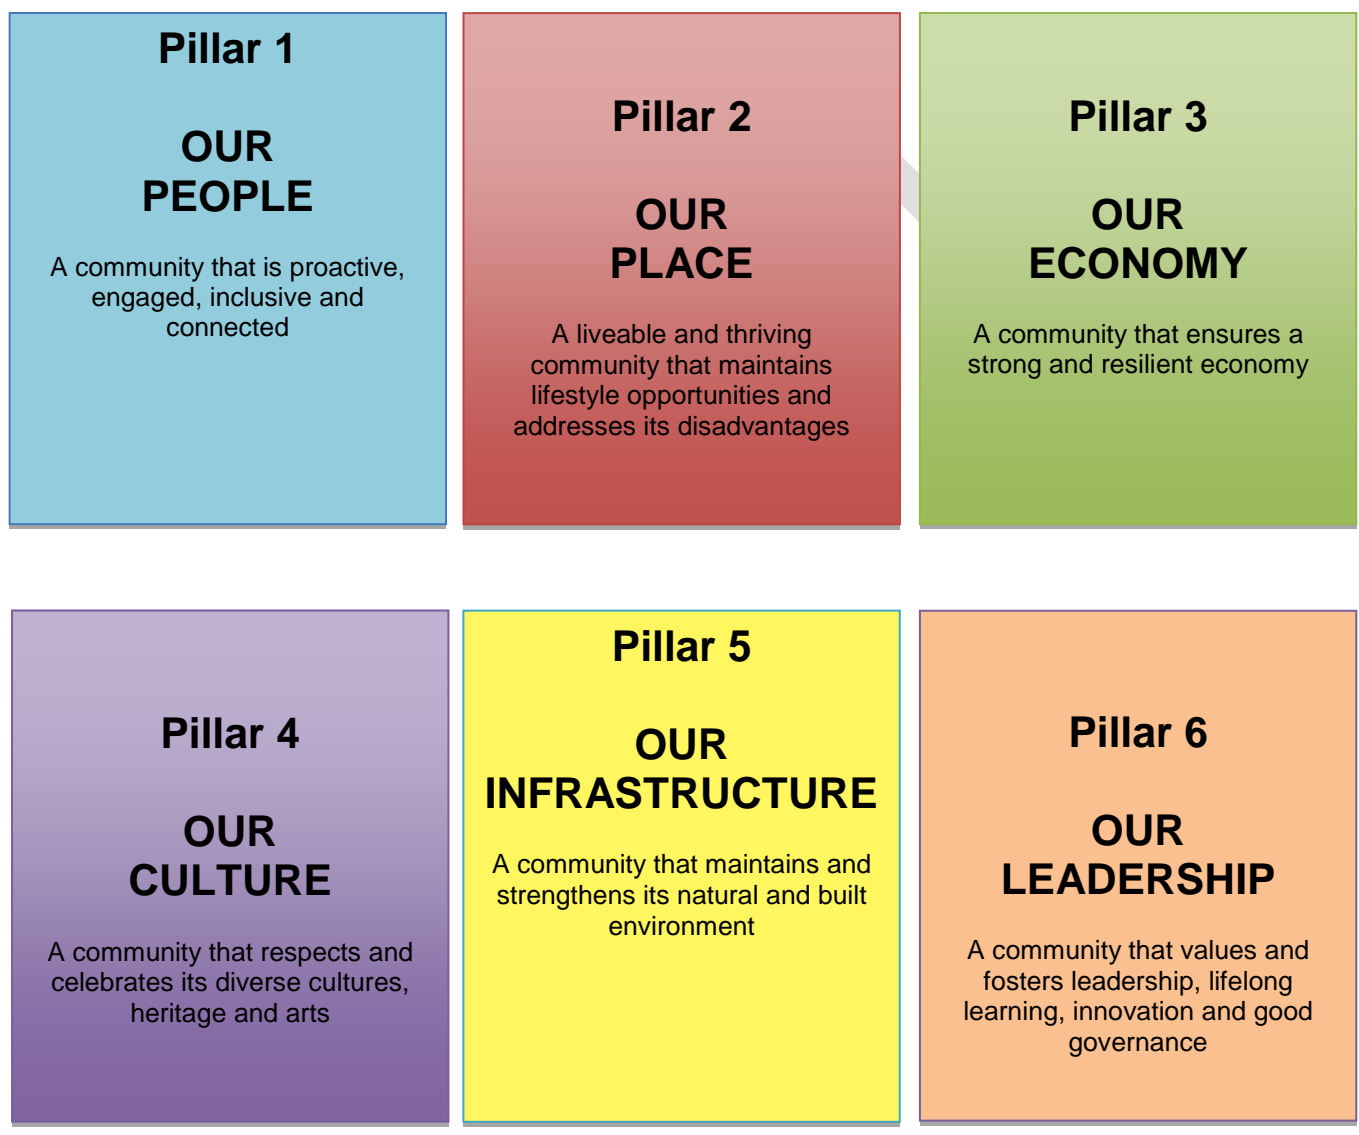 Pillar 1
OUR
PEOPLE
A community that is proactive,
engaged, inclusive and
connected
Pillar 2
OUR
PLACE
A liveable and thriving
community that maintains
lifestyle opportunities and
addresses its disadvantages
Pillar 3
OUR
ECONOMY
A community that ensures a
strong and resilient economy
Pillar 4
OUR
CULTURE
A community that respects and
celebrates its diverse cultures,
heritage and arts
Pillar 5
OUR
INFRASTRUCTURE
A community that maintains and
strengthens its natural and built
environment
Pillar 6
OUR
LEADERSHIP
A community that values and
fosters leadership, lifelong
learning, innovation and good
governance